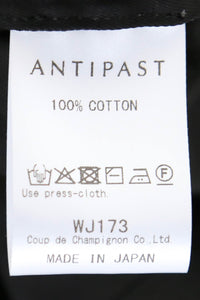 ANTIPAST
100% COTTON
F
Use press-cloth.
WJ173
Coup de Champignon Co.,Ltd.
MADE IN JAPAN